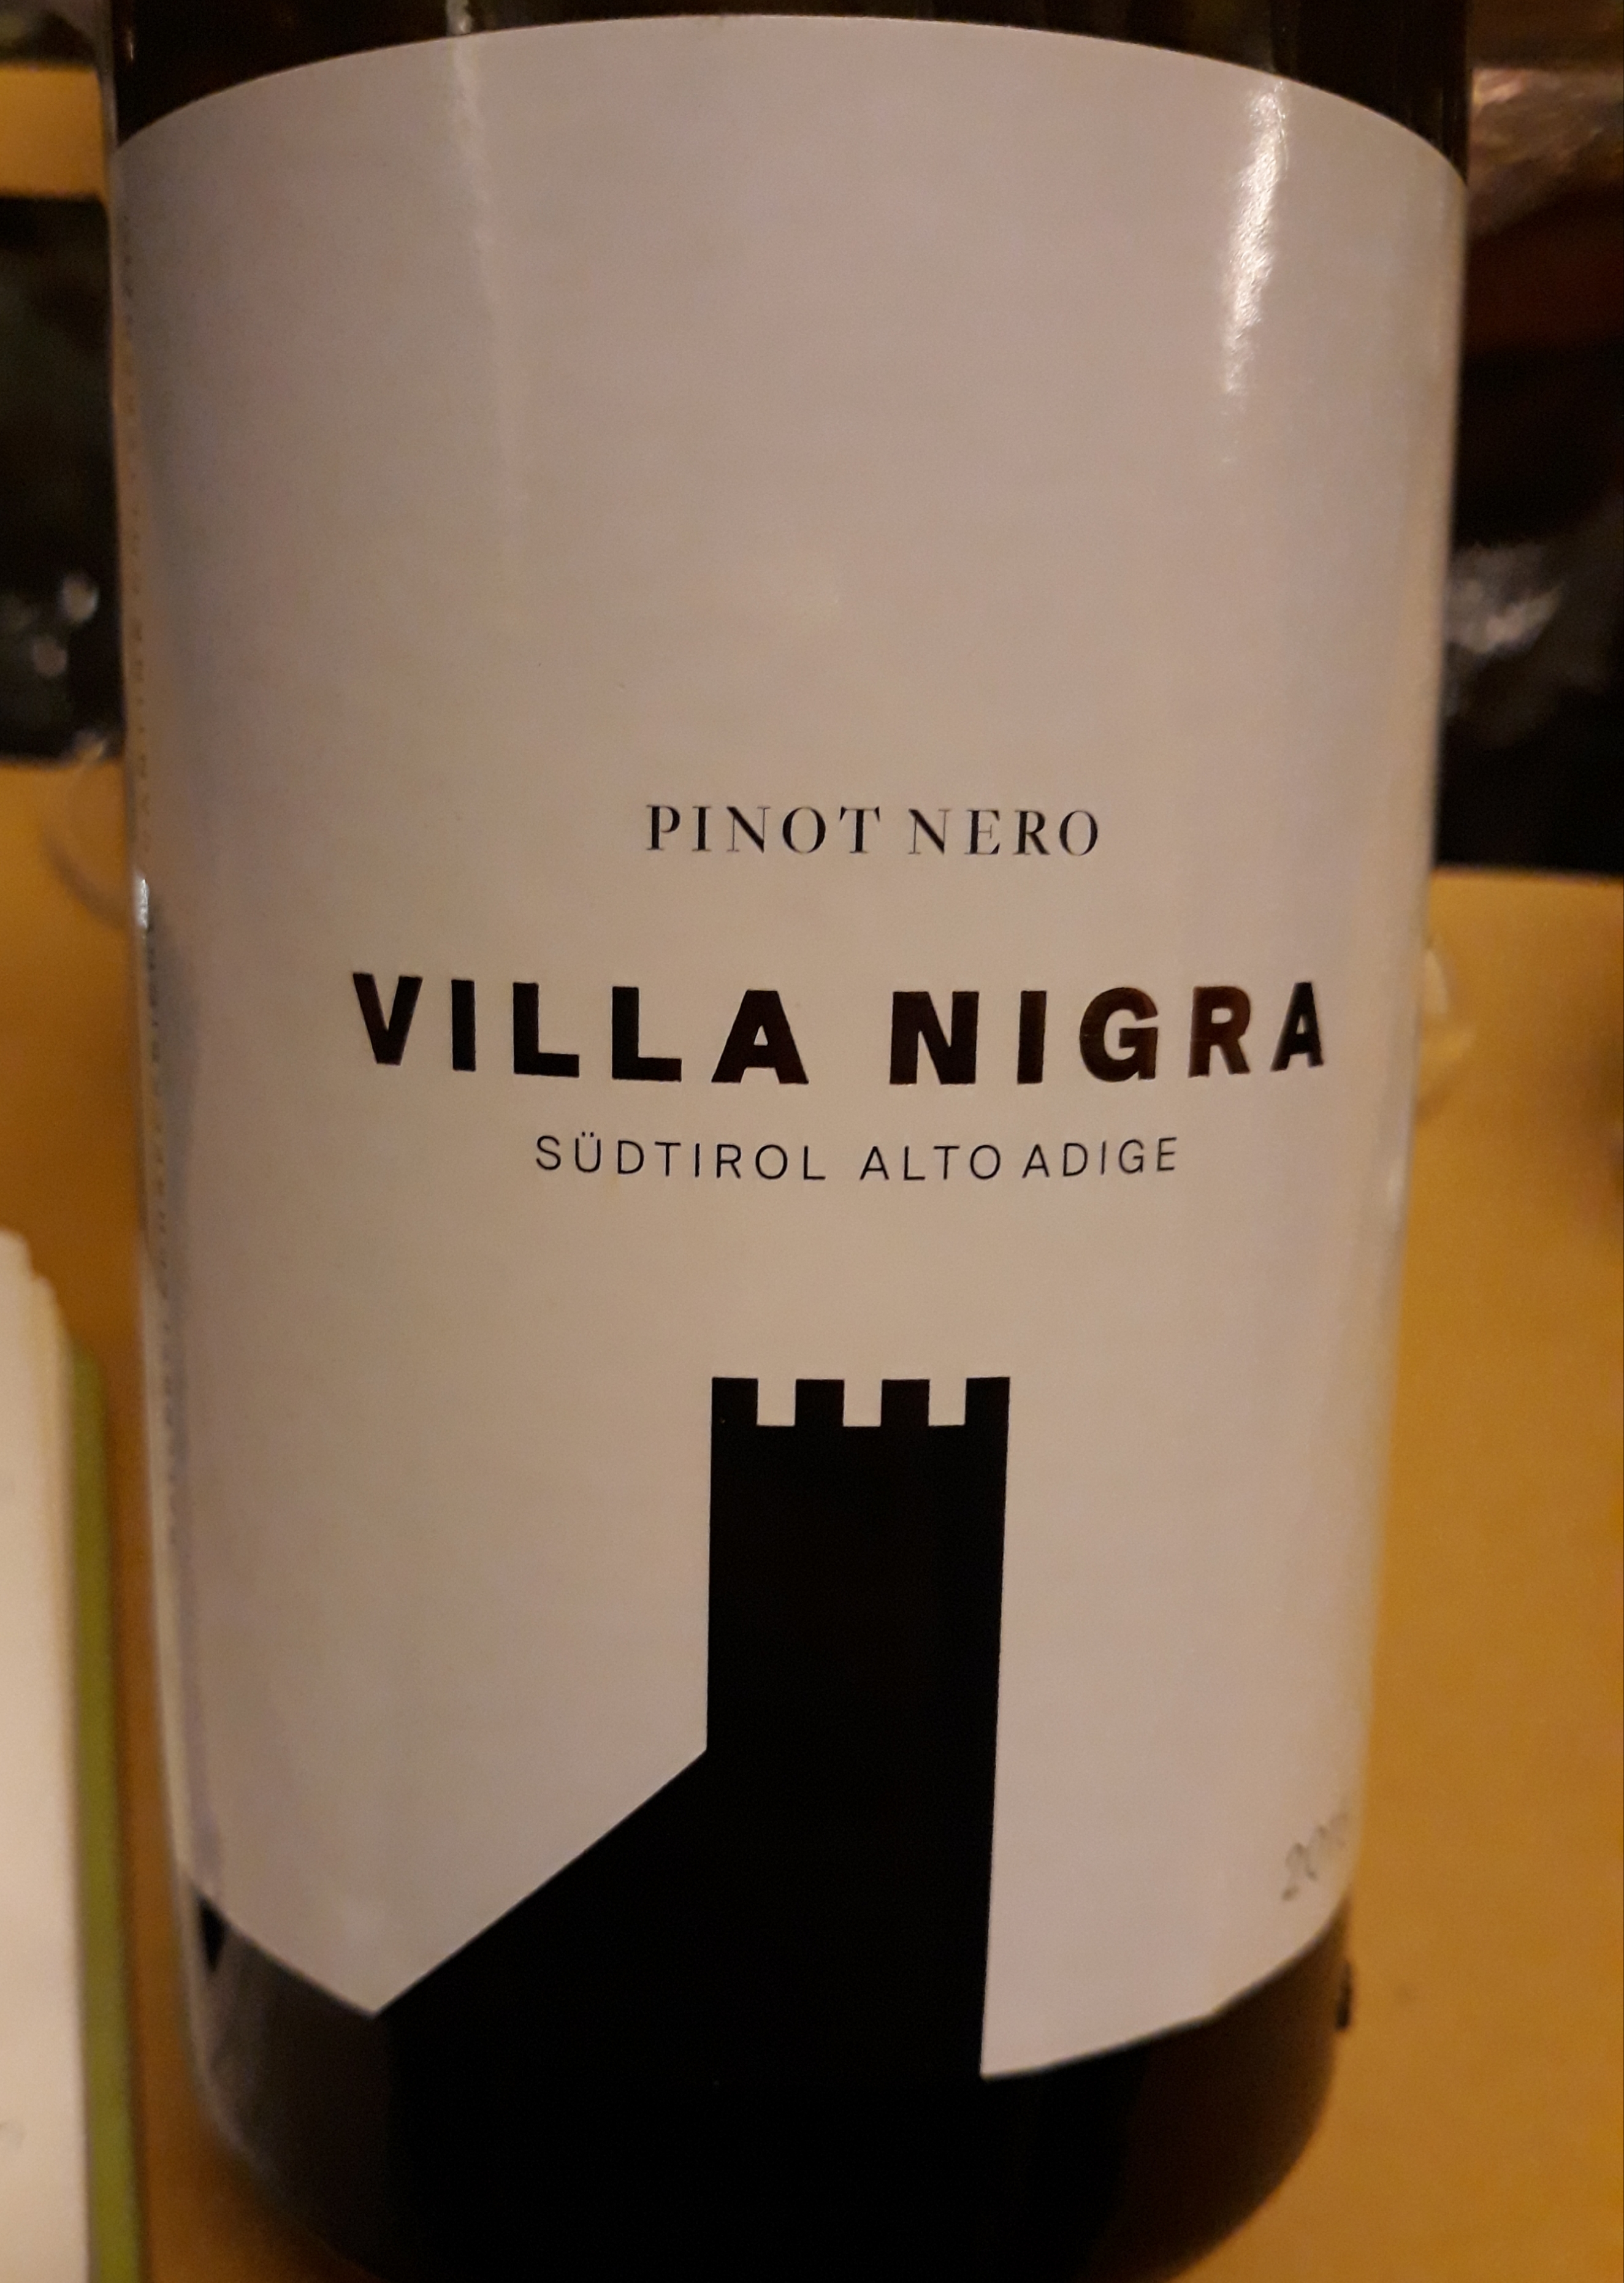 PINOT NERO
VILLA NIGRA
SÜDTIROL ALTO ADIGE